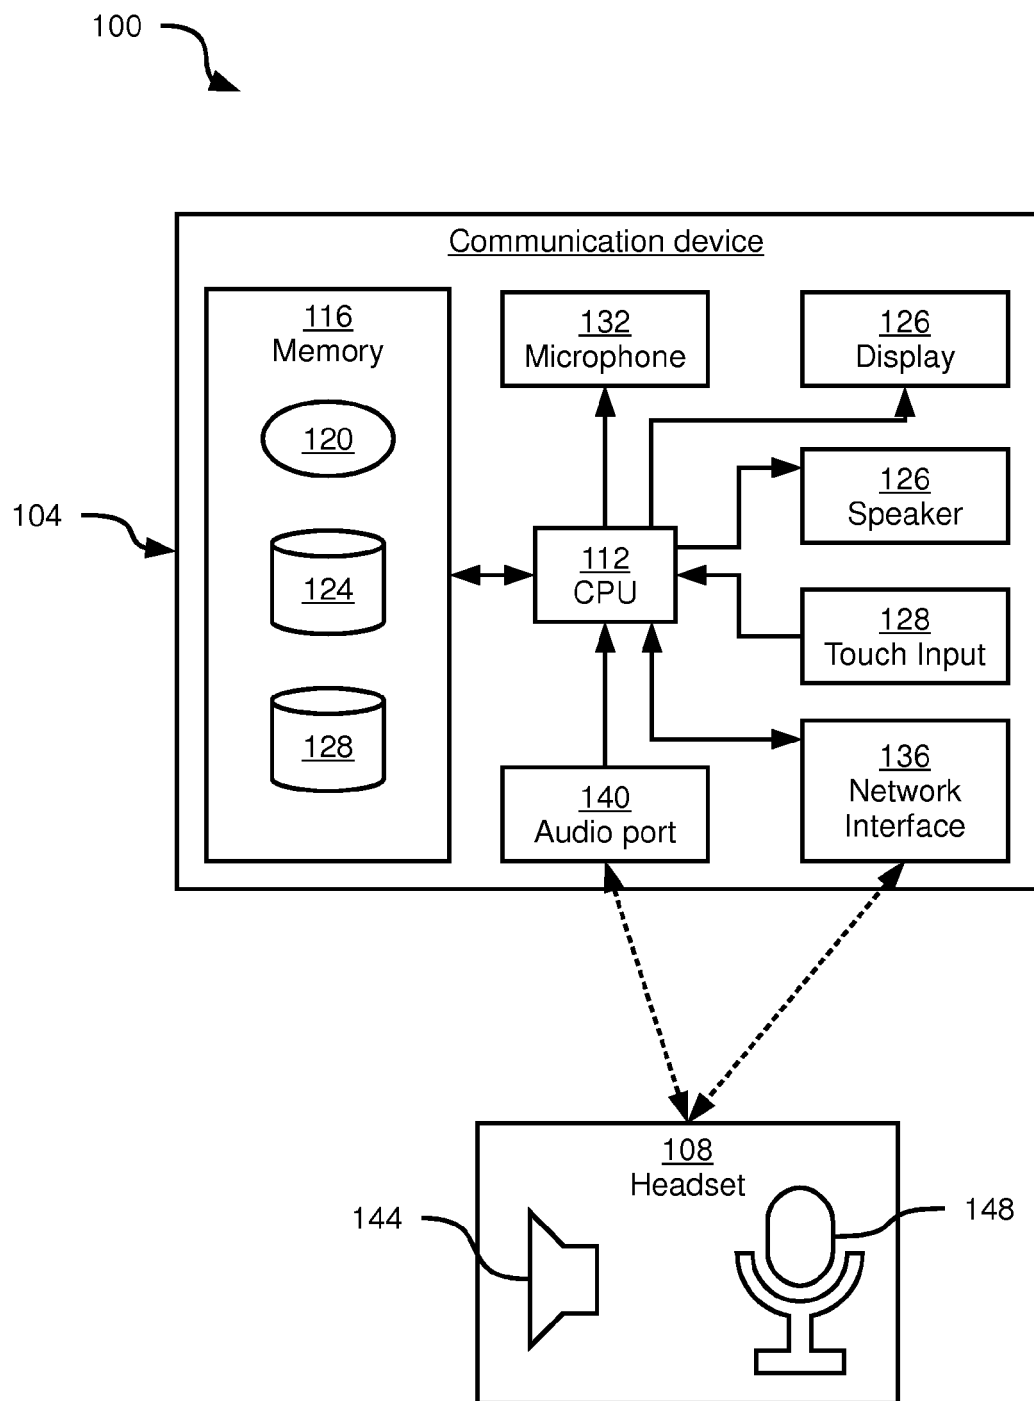 100
Communication device
116
Memory
132
Microphone
126
Display
120
126
Speaker
104
124
112
CPU
128
Touch Input
128
140
Audio port
136
Network
Interface
108
Headset
144
148